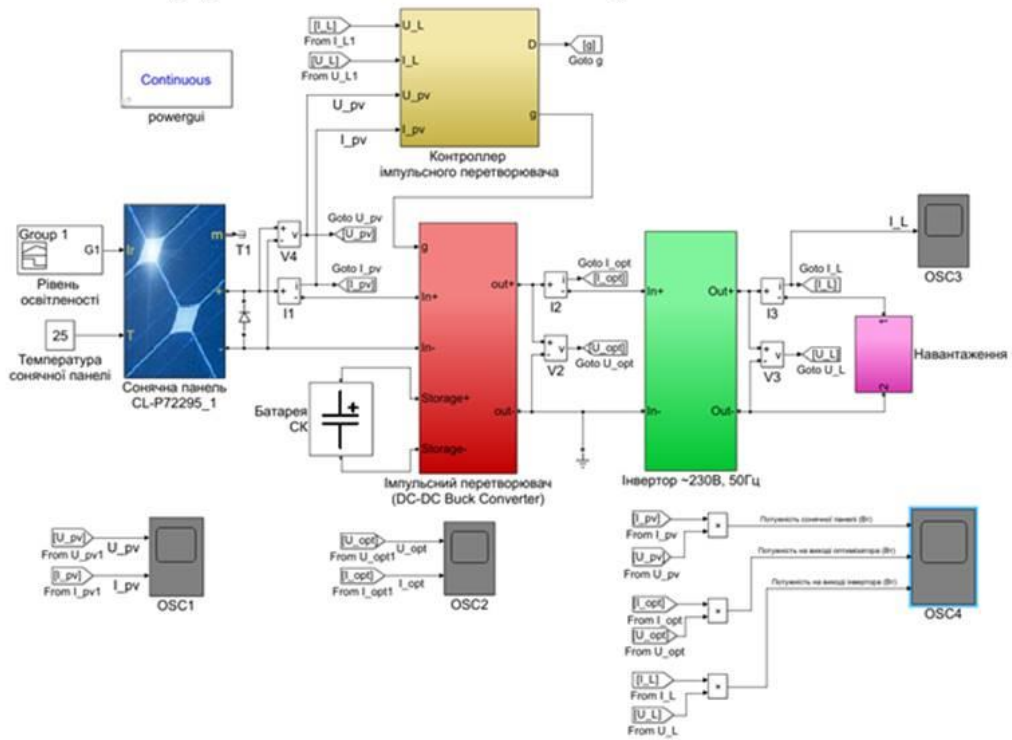 [I_L]
From I_L1
[U_L]
From U_L1
U_L
I_L
U_pv
I_pv
D
g
[g]
Goto g
Continuous
powergui
U_pv
I_pv
Контроллер
імпульсного перетворювача
Group 1
G1
Рівень
освітленості
25
Температура
сонячної панелі
Ir
T
m
+
-
T1
Сонячна панель
CL-P72295_1
V4
Goto U_pv
[U_pv]
Goto I_pv
[I_pv]
I1
g
In+
In-
Storage+
Storage-
out+
out-
Батарея
СК
Імпульсний перетворювач
(DC-DC Buck Converter)
Goto I_opt
[I_opt]
I2
[U_opt]
Goto U_opt
V2
In+
In-
Out+
Out-
Інвертор ~230В, 50Гц
I_L
OSC3
Goto I_L
[I_L]
I3
[U_L]
Goto U_L
V3
1
2
Навантаження
[U_pv]
From U_pv1
U_pv
[I_pv]
From I_pv1
I_pv
OSC1
[U_opt]
From U_opt1
U_opt
[I_opt]
From I_opt1
I_opt
OSC2
[I_pv]
From I_pv
[U_pv]
From U_pv
[I_opt]
From I_opt
[U_opt]
From U_opt
[I_L]
From I_L
[U_L]
From U_L
Потужність сонячної панелі (Вт)
Потужність на виході оптимізатора (Вт)
Потужність на виході інвертора (Вт)
OSC4